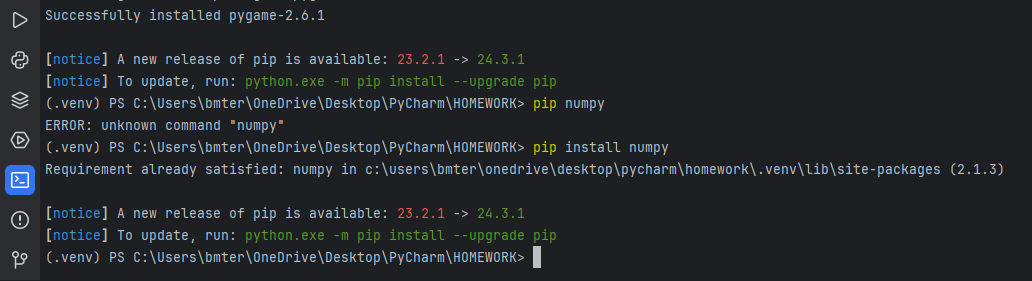 Successfully installed pygame-2.6.1
[notice] A new release of pip is available: 23.2.1 -> 24.3.1
[notice] To update, run: python.exe -m pip install --upgrade pip
(.venv) PS C:\Users\bmter\OneDrive\Desktop\PyCharm\HOMEWORK> pip numpy
ERROR: unknown command "numpy"
(.venv) PS C:\Users\bmter\OneDrive\Desktop\PyCharm\HOMEWORK> pip install numpy
Requirement already satisfied: numpy in c:\users\bmter\onedrive\desktop\pycharm\homework\.venv\lib\site-packages (2.1.3)
[notice] A new release of pip is available: 23.2.1 -> 24.3.1
[notice] To update, run: python.exe -m pip install --upgrade pip
(.venv) PS C:\Users\bmter\OneDrive\Desktop\PyCharm\HOMEWORK>